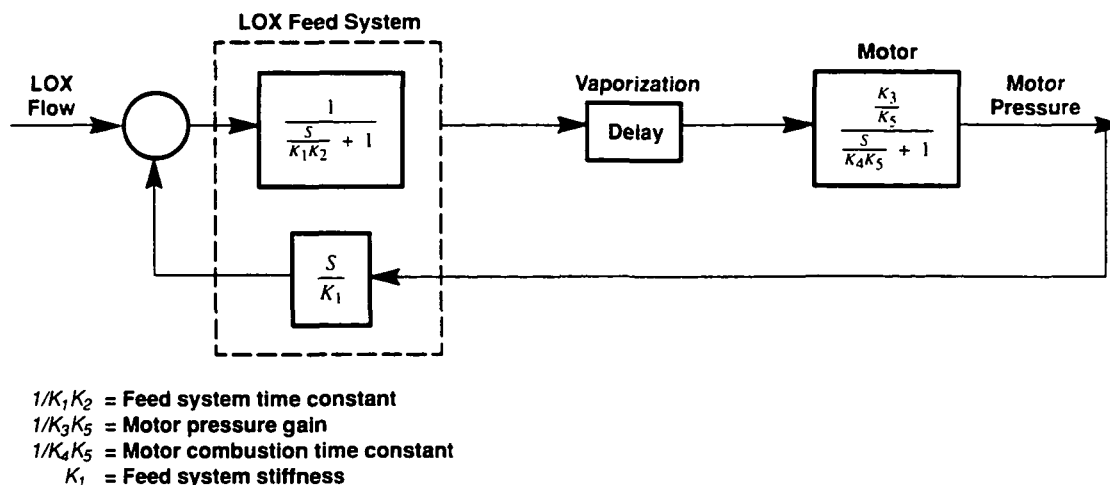 LOX Feed System
LOX
Flow
1
S
K1K2 + 1
Vaporization
Delay
Motor
K3
K5
S
K4K5 + 1
Motor
Pressure
S
K1
1/K1K2 = Feed system time constant
1/K3K5 = Motor pressure gain
1/K4K5 = Motor combustion time constant
K1 = Feed system stiffness